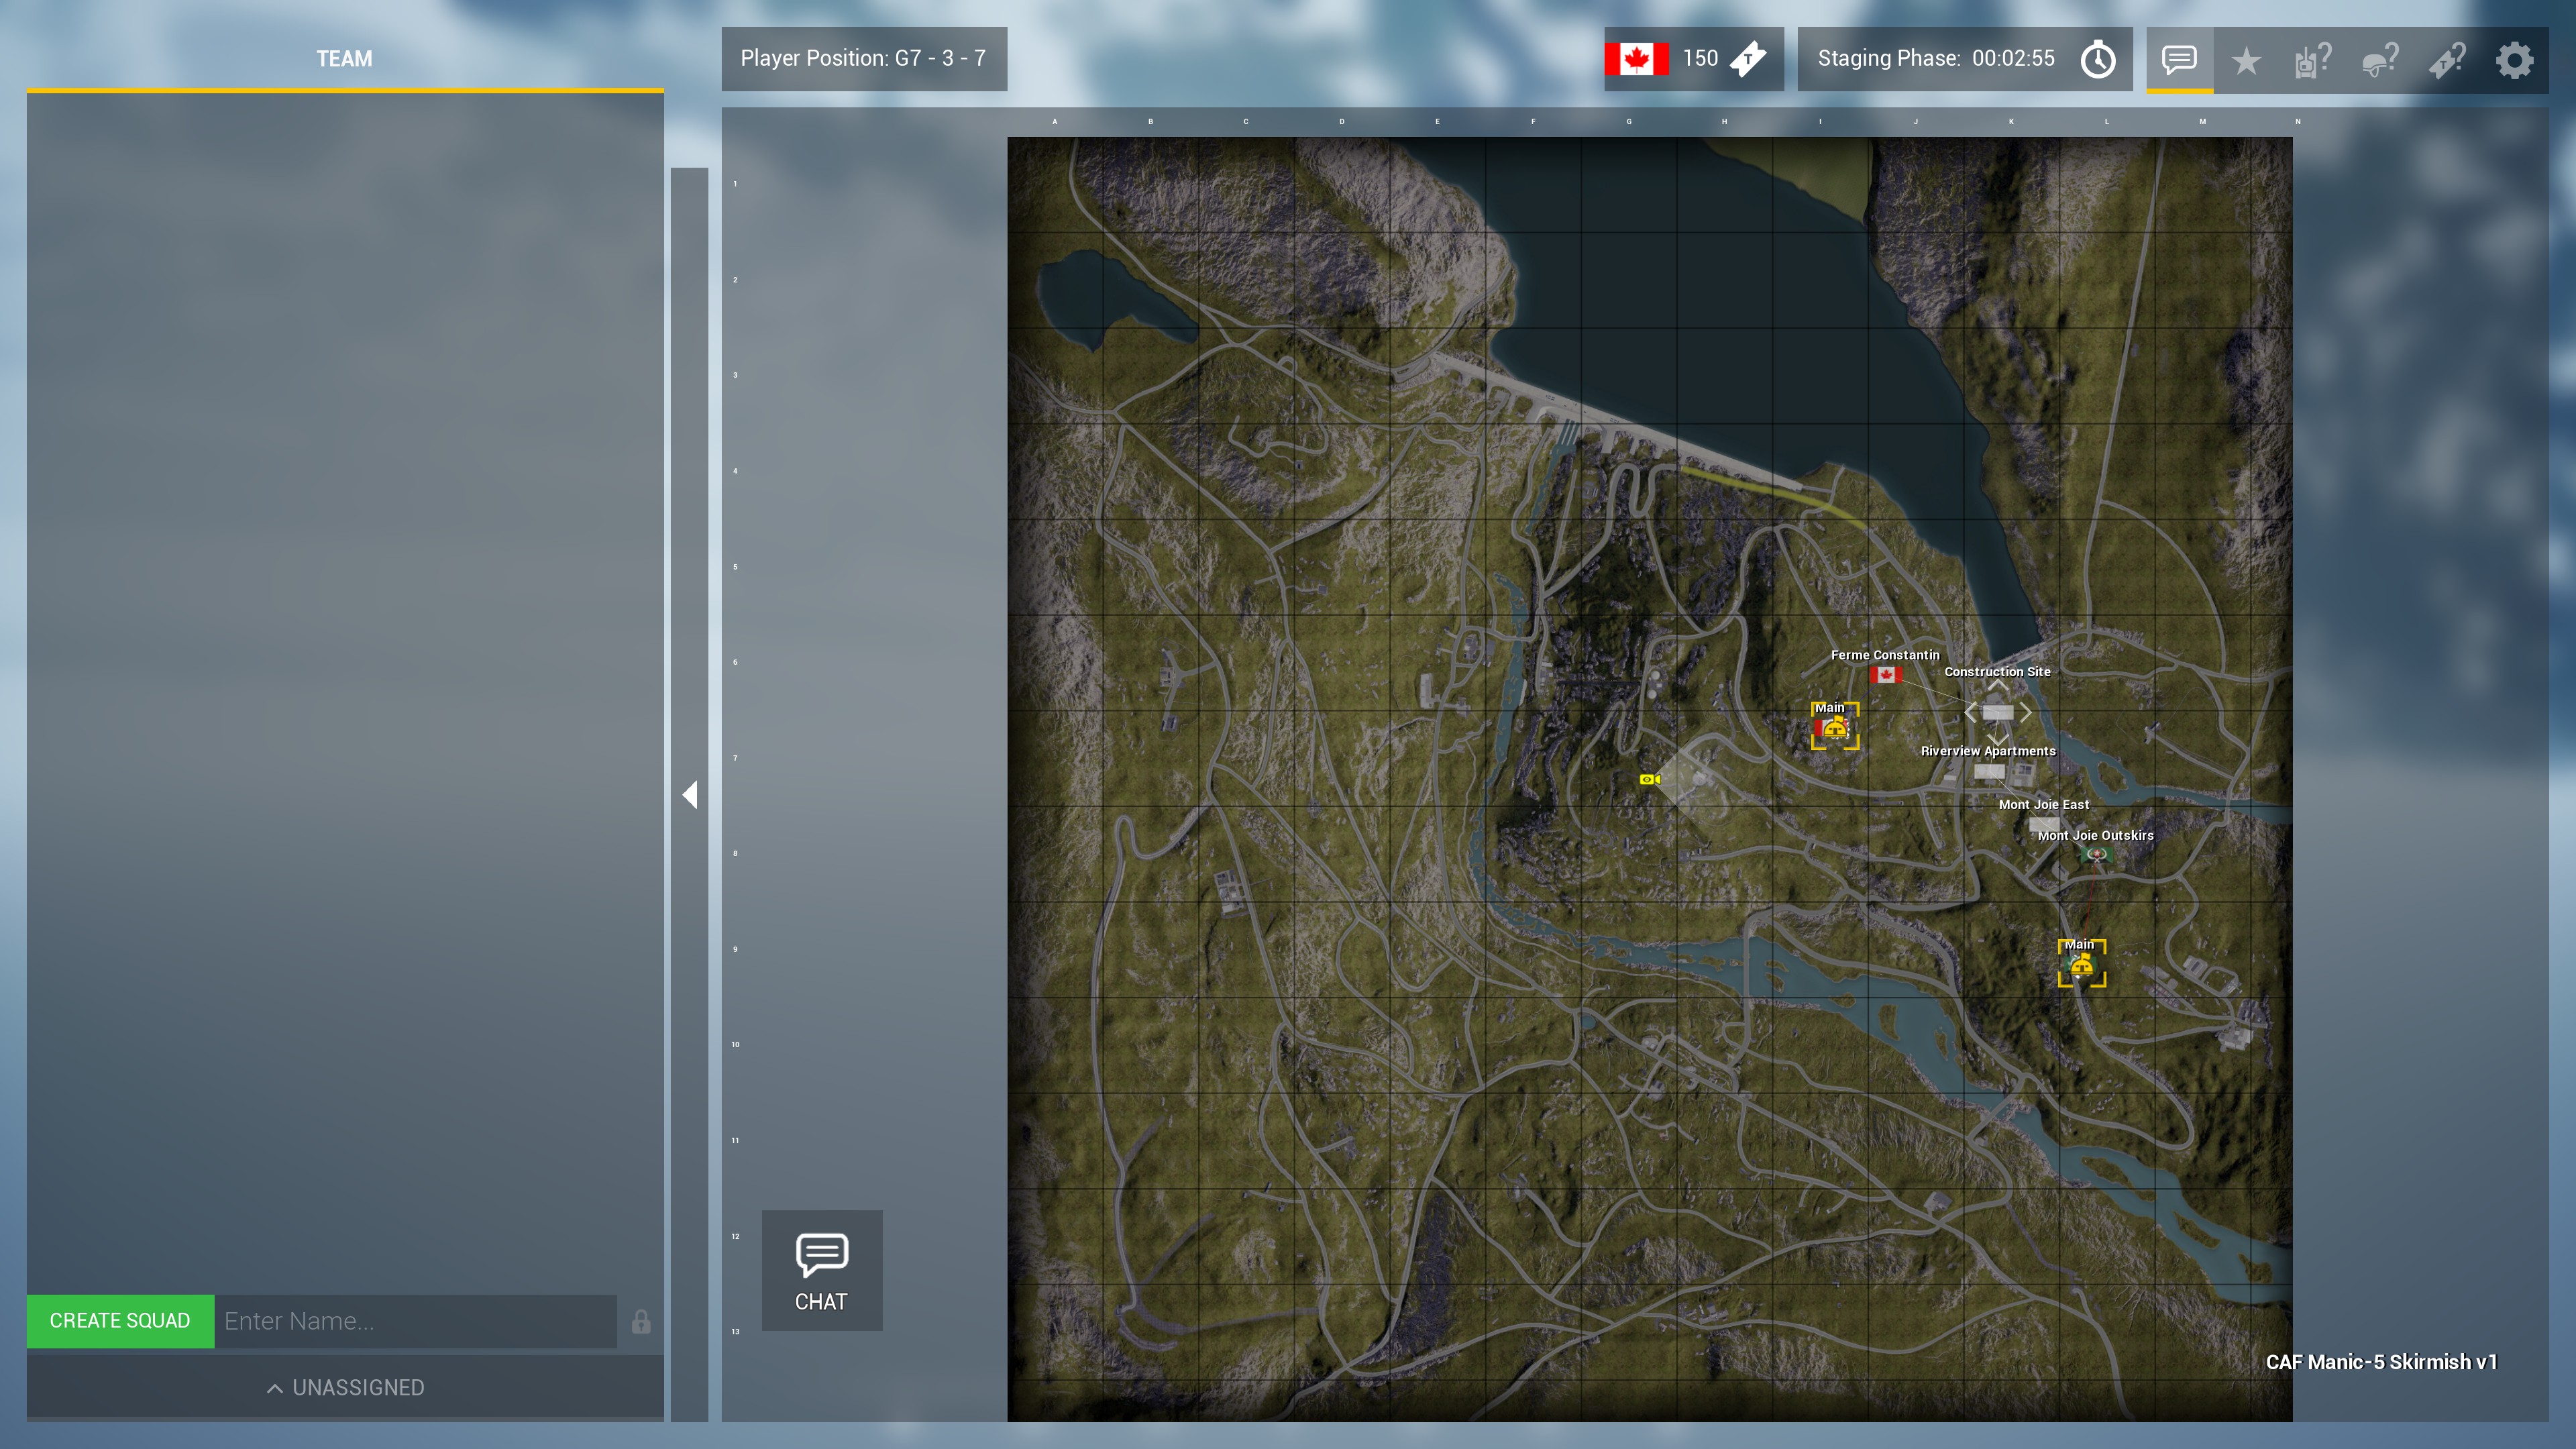 TEAM
Player Position: G7 - 3 - 7
150
T
Staging Phase: 00:02:55
? ? T?
A B C D E F G H I J K L M N
1
2
3
4
5
6
7
8
9
10
11
12
13
Ferme Constantin
Construction Site
Main
Riverview Apartments
Mont Joie East
Mont Joie Outskirs
Main
CHAT
CREATE SQUAD
Enter Name...
CAF Manic-5 Skirmish v1
UNASSIGNED